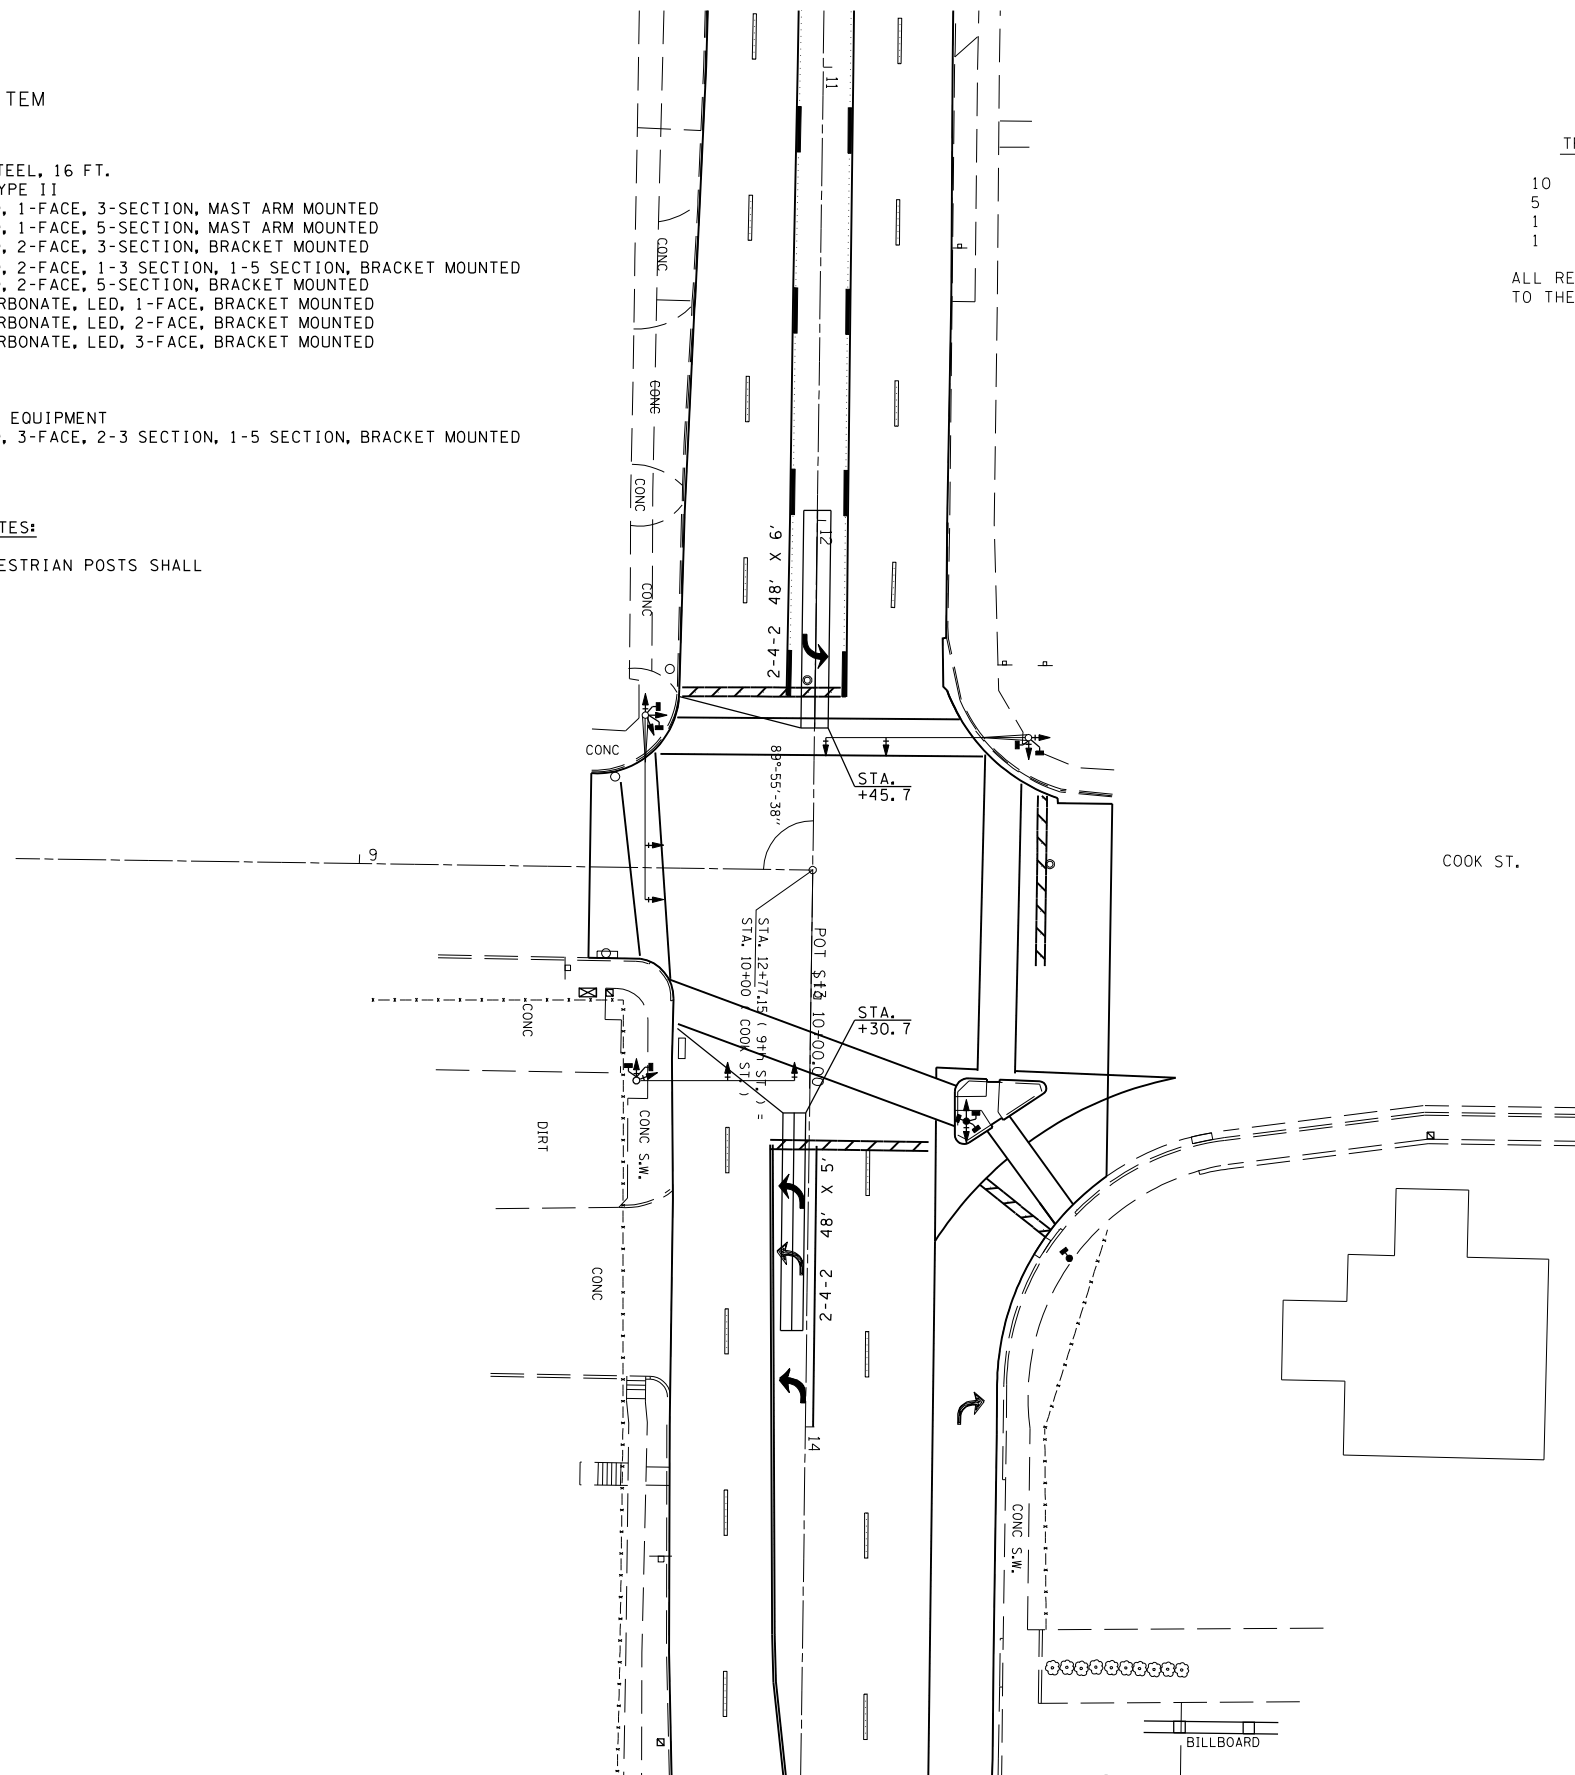 TEM
TEEL, 16 FT.
YPE II
, 1-FACE, 3-SECTION, MAST ARM MOUNTED
, 1-FACE, 5-SECTION, MAST ARM MOUNTED
, 2-FACE, 3-SECTION, BRACKET MOUNTED
, 2-FACE, 1-3 SECTION, 1-5 SECTION, BRACKET MOUNTED
, 2-FACE, 5-SECTION, BRACKET MOUNTED
RBONATE, LED, 1-FACE, BRACKET MOUNTED
RBONATE, LED, 2-FACE, BRACKET MOUNTED
RBONATE, LED, 3-FACE, BRACKET MOUNTED
EQUIPMENT
, 3-FACE, 2-3 SECTION, 1-5 SECTION, BRACKET MOUNTED
TES:
ESTRIAN POSTS SHALL
T
10
5
1
1
ALL RE
TO THE
11
CONC
CONC
CONC
CONC
12
2-4-2 48' X 6'
CONC
89°-55'-38"
STA.
+45.7
9
COOK ST.
STA. 12+77.15 ( 9th ST. ) =
STA. 10+00 ( COOK ST. )
POT 10+00.00
STA.
+30.7
CONC
DIRT
CONC S.W.
CONC
2-4-2 48' X 5'
14
CONC S.W.
BILLBOARD